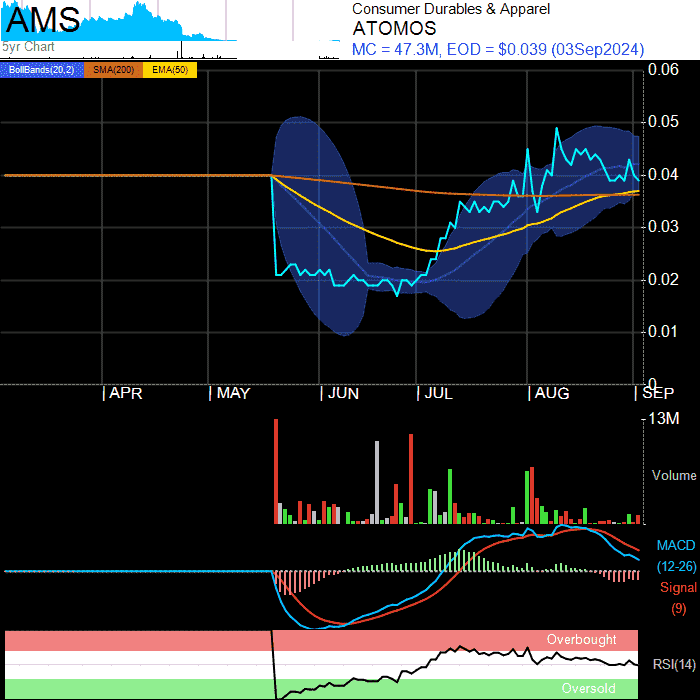 AMS
5yr Chart
Consumer Durables & Apparel
ATOMOS
MC = 47.3M, EOD = $0.039 (03Sep2024)
BollBands(20,2) SMA(200) EMA(50)
0.06
0.05
0.04
0.03
0.02
0.01
0
APR MAY JUN JUL AUG SEP
13M
Volume
MACD
(12-26)
Signal
(9)
Overbought
RSI(14)
Oversold